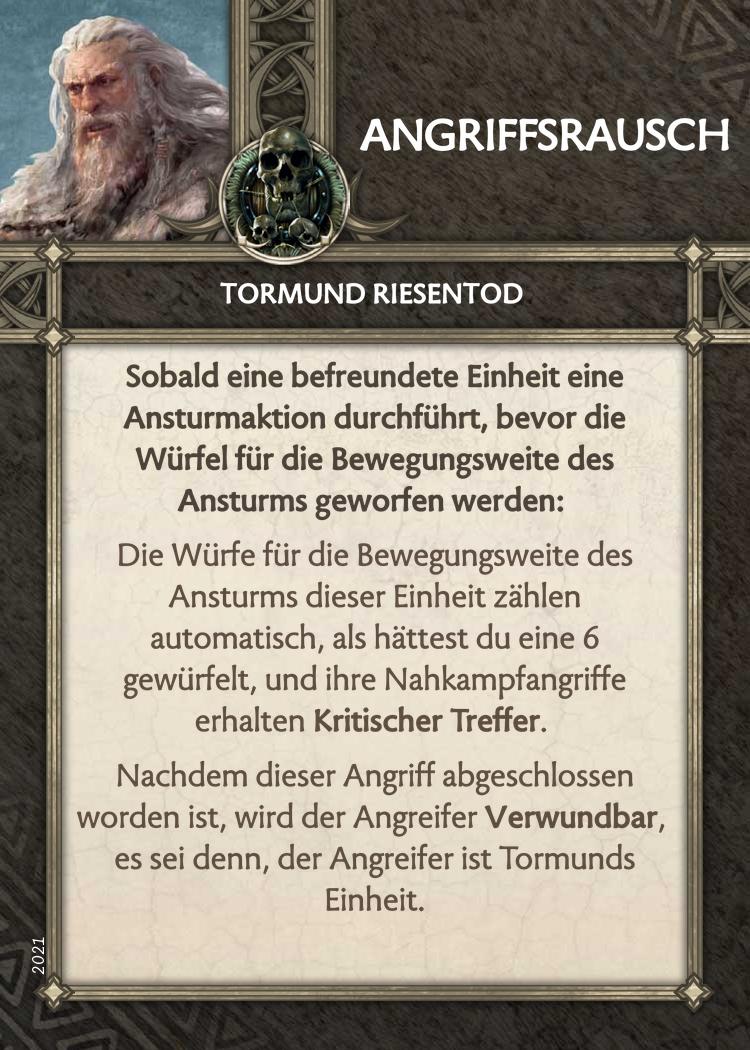 ANGRIFFSRAUSCH
TORMUND RIESENTOD
Sobald eine befreundete Einheit eine
Ansturmaktion durchführt, bevor die
Würfel für die Bewegungsweite des
Ansturms geworfen werden:
Die Würfe für die Bewegungsweite des
Ansturms dieser Einheit zählen
automatisch, als hättest du eine 6
gewürfelt, und ihre Nahkampfangriffe
erhalten Kritischer Treffer.
Nachdem dieser Angriff abgeschlossen
worden ist, wird der Angreifer Verwundbar,
es sei denn, der Angreifer ist Tormunds
Einheit.
2021